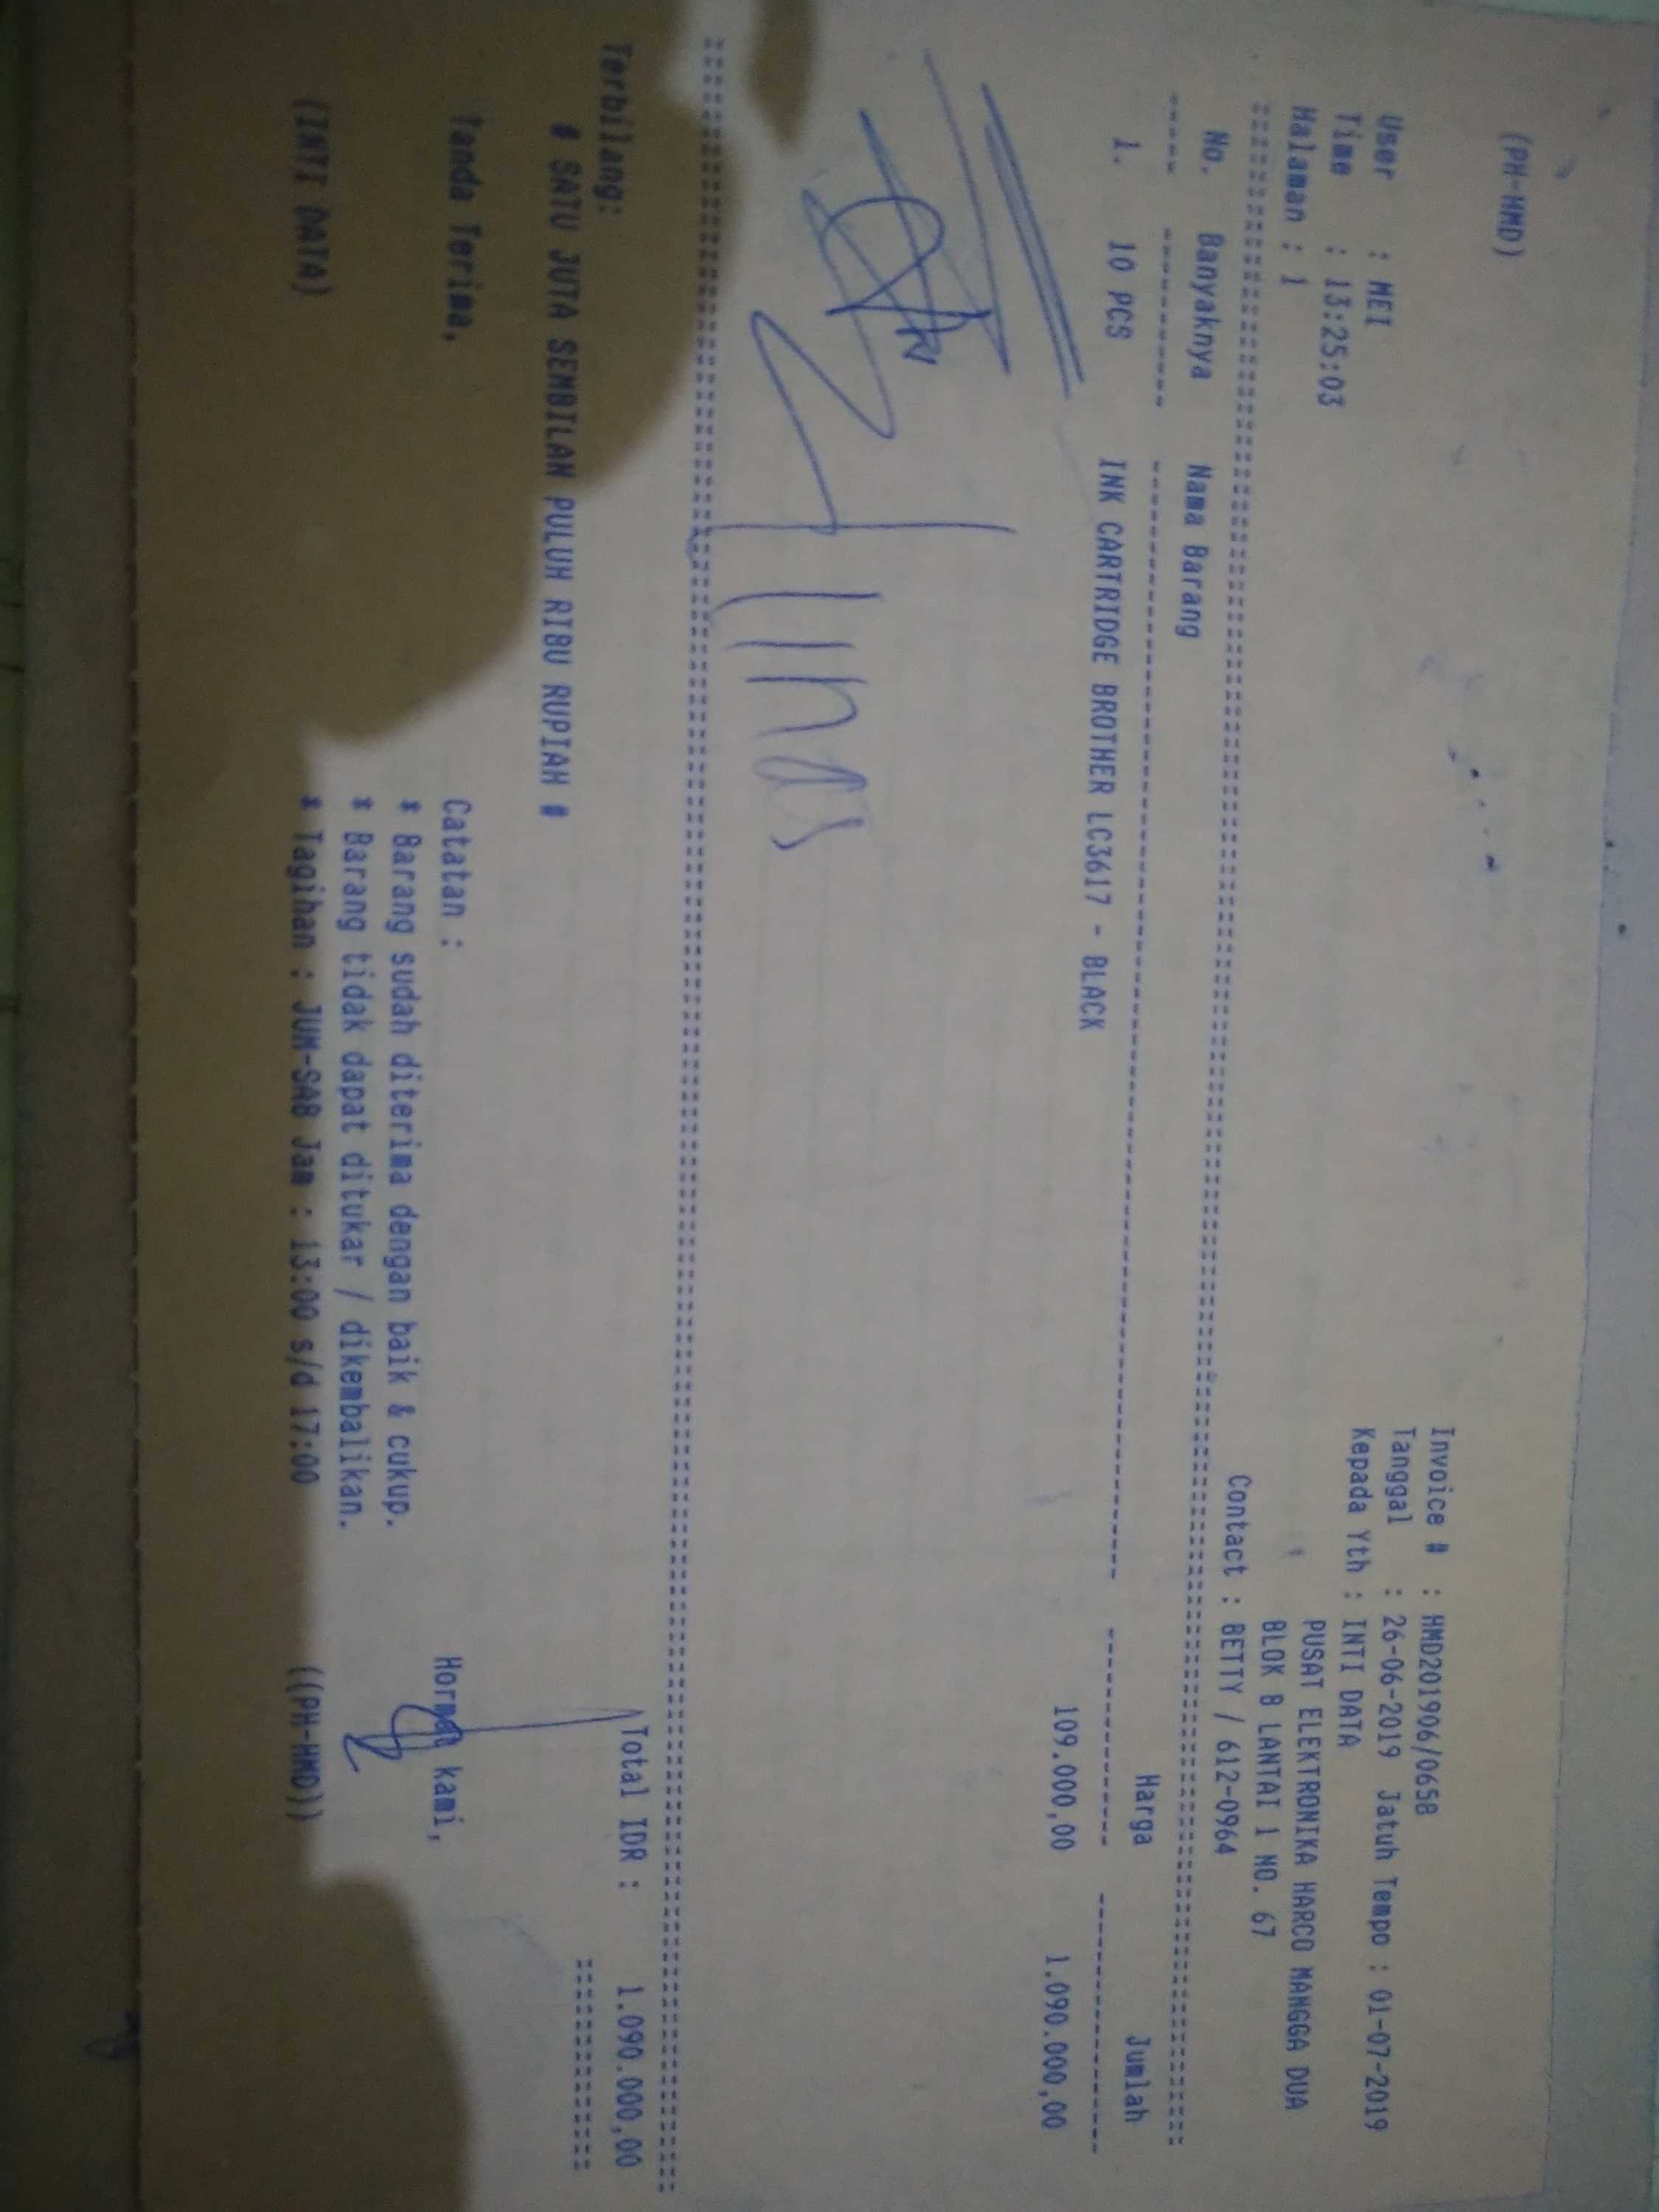 (PH-HMD)
Invoice # : HMD201906/0658
Tanggal : 26-06-2019 Jatuh Tempo : 01-07-2019
Kepada Yth : INTI DATA
PUSAT ELEKTRONIKA HARCO MANGGA DUA
BLOK B LANTAI 1 NO. 67
Contact : BETTY / 612-0964
User : MEI
Time : 13:25:03
Halaman : 1
No. Banyaknya Nama Barang Harga Jumlah
1. 10 PCS INK CARTRIDGE BROTHER LC3617 - BLACK 109.000,00 1.090.000,00
Total IDR : 1.090.000,00
Terbilang:
# SATU JUTA SEMBILAN PULUH RIBU RUPIAH #
Tanda Terima, Catatan : Hormat kami,
* Barang sudah diterima dengan baik & cukup.
* Barang tidak dapat ditukar / dikembalikan.
(INTI DATA) * Tagihan : JUM-SAB Jam : 13:00 s/d 17:00 ((PH-HMD))